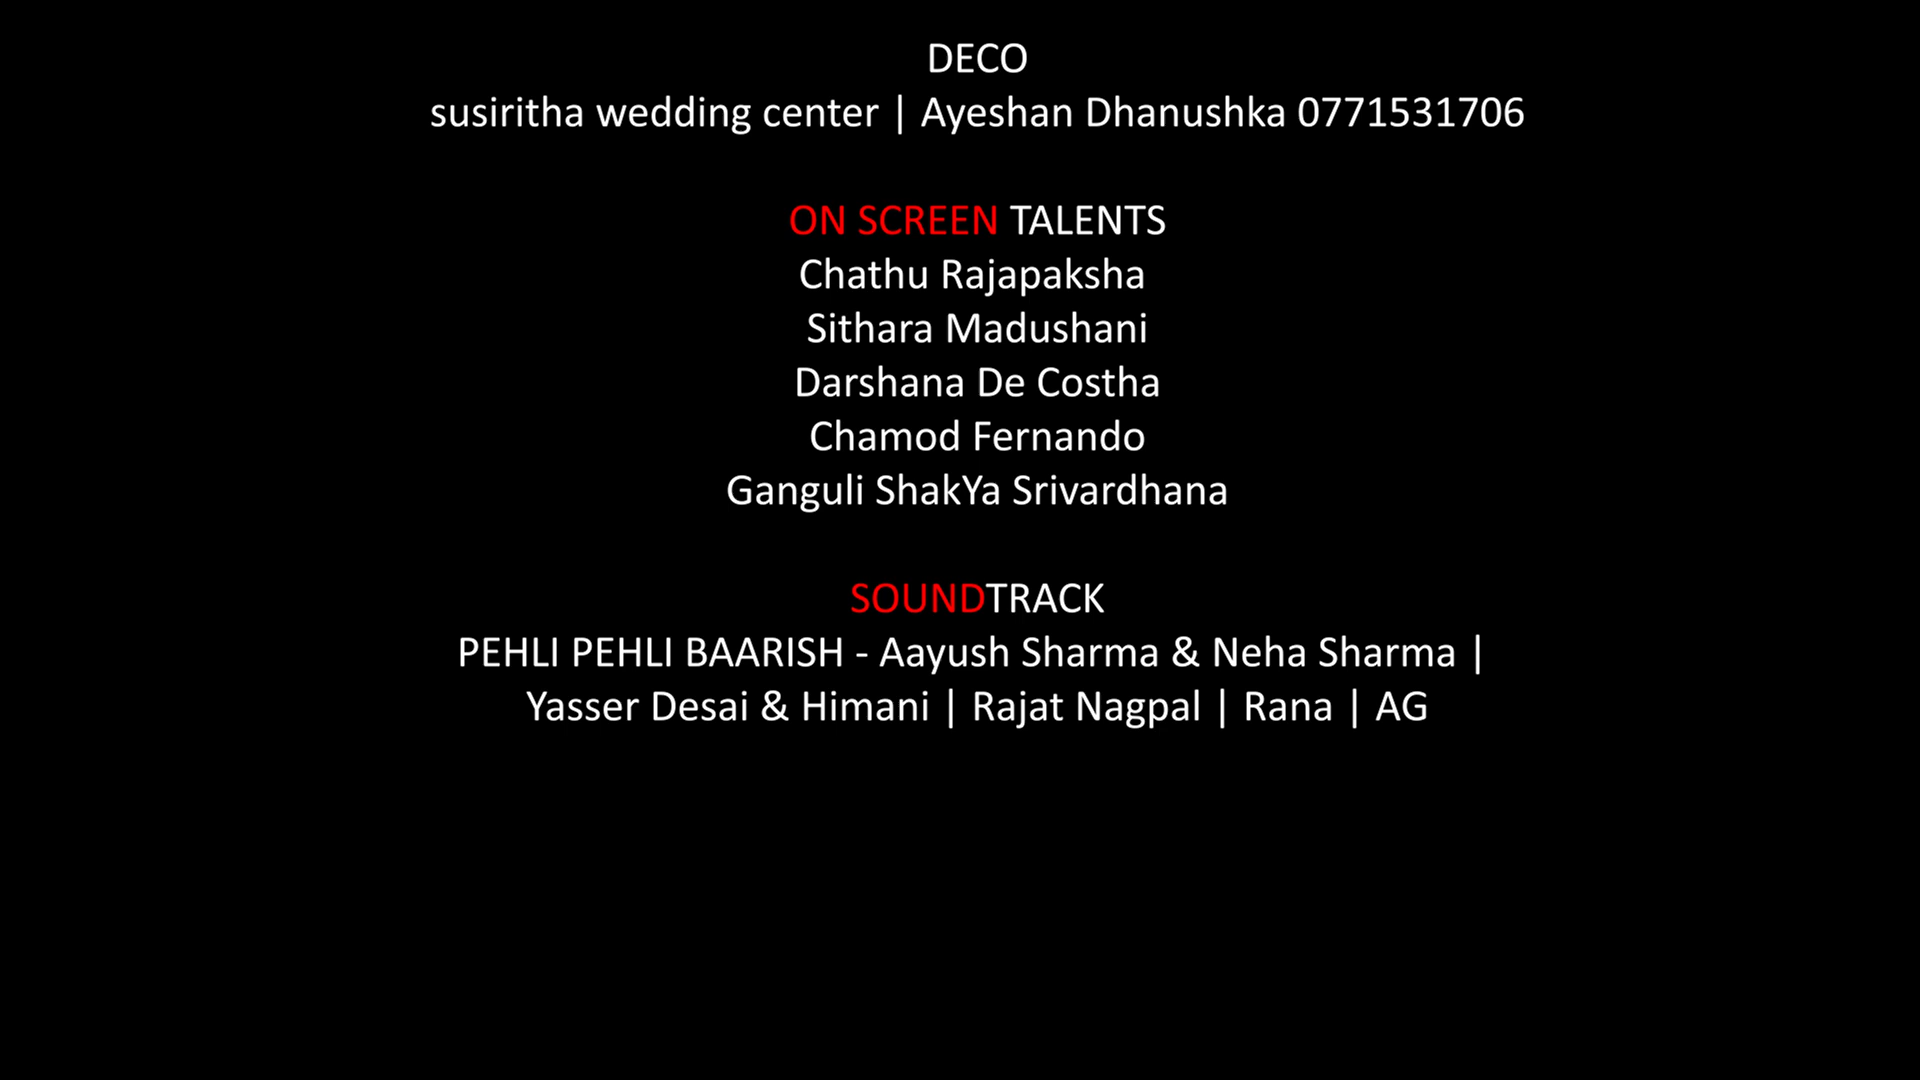 DECO
susiritha wedding center | Ayeshan Dhanushka 0771531706
ON SCREEN TALENTS
Chathu Rajapaksha
Sithara Madushani
Darshana De Costha
Chamod Fernando
Ganguli ShakYa Srivardhana
SOUNDTRACK
PEHLI PEHLI BAARISH - Aayush Sharma & Neha Sharma |
Yasser Desai & Himani | Rajat Nagpal | Rana | AG